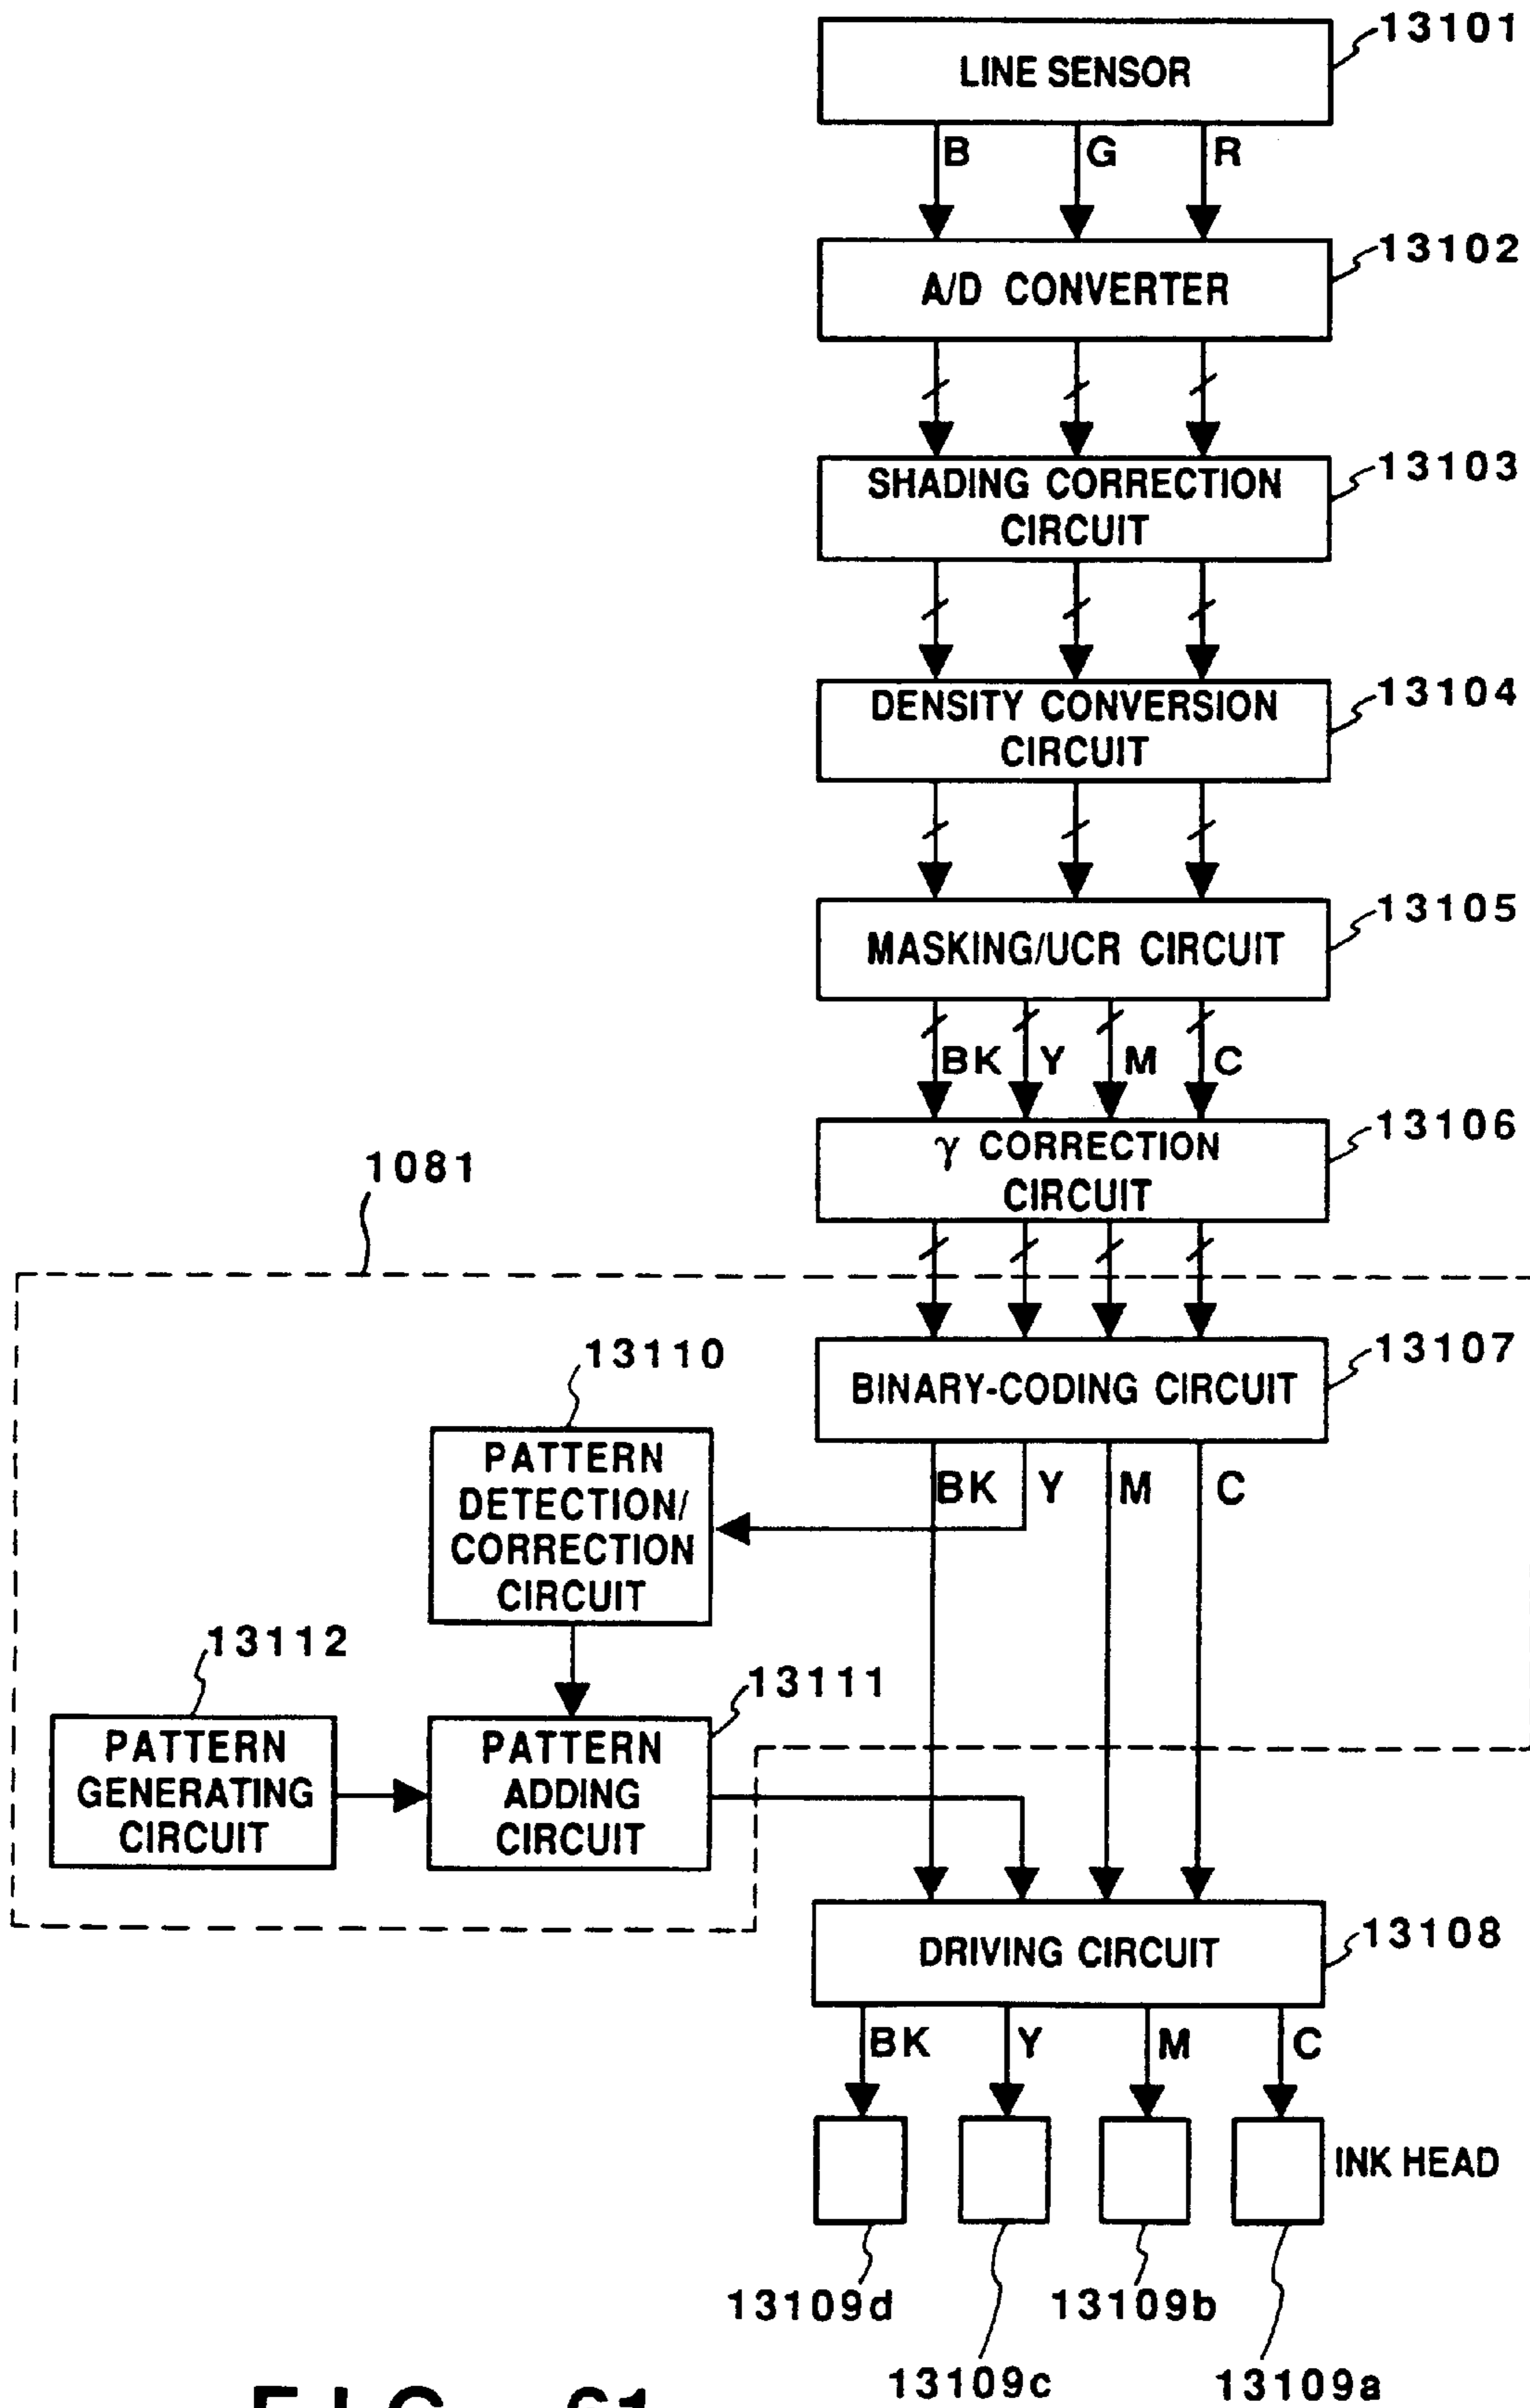 13101
LINE SENSOR
B G R
13102
A/D CONVERTER
13103
SHADING CORRECTION
CIRCUIT
13104
DENSITY CONVERSION
CIRCUIT
13105
MASKING/UCR CIRCUIT
BK Y M C
13106
γ CORRECTION
CIRCUIT
1081
13107
BINARY-CODING CIRCUIT
13110
PATTERN
DETECTION/
CORRECTION
CIRCUIT
BK Y M C
13112
PATTERN
GENERATING
CIRCUIT
13111
PATTERN
ADDING
CIRCUIT
13108
DRIVING CIRCUIT
BK Y M C
INK HEAD
13109d
13109b
13109c
13109a
FIG. 61